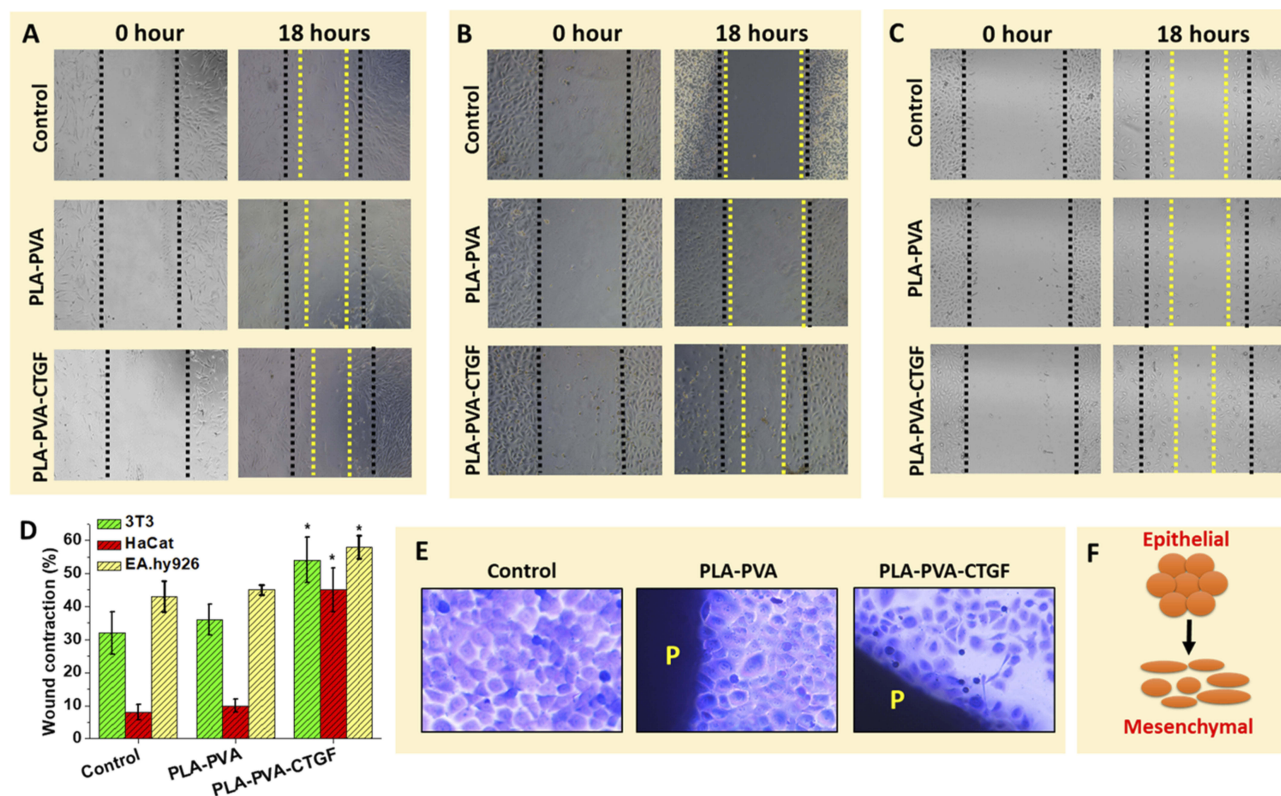 A
0 hour
18 hours
Control
PLA-PVA
PLA-PVA-CTGF
B
0 hour
18 hours
Control
PLA-PVA
PLA-PVA-CTGF
C
0 hour
18 hours
Control
PLA-PVA
PLA-PVA-CTGF
D
3T3
HaCat
EA.hy926
Wound contraction (%)
60
50
40
30
20
10
0
* * *
Control
PLA-PVA
PLA-PVA-CTGF
E
Control
PLA-PVA
PLA-PVA-CTGF
P
P
F
Epithelial
Mesenchymal